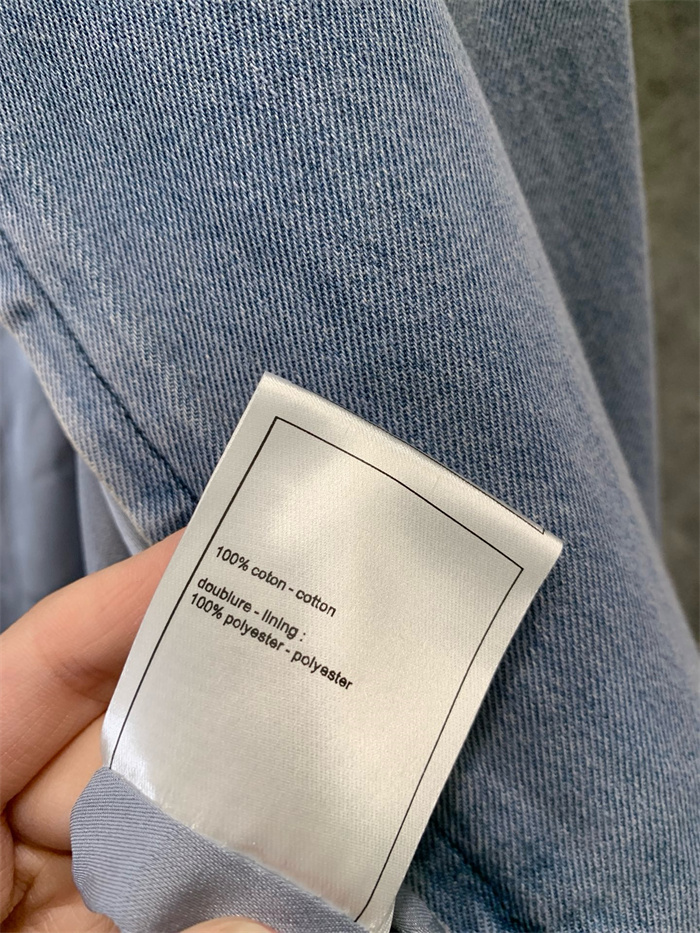 100% coton - cotton
doublure - lining :
100% polyester - polyester